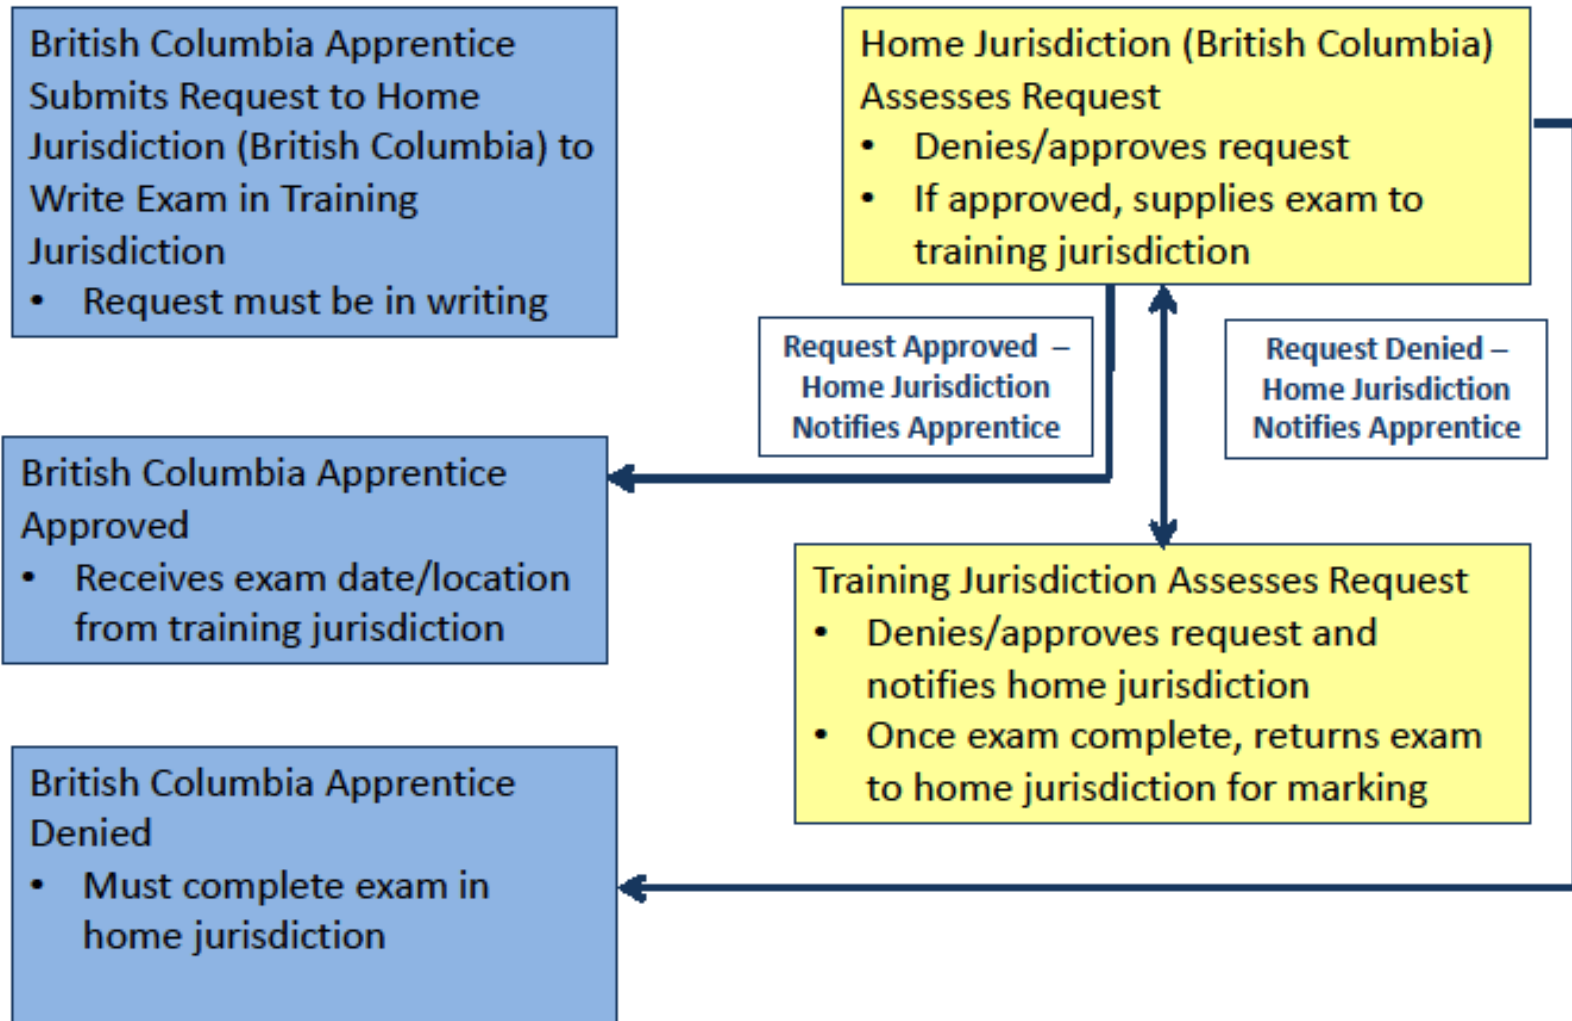 British Columbia Apprentice
Submits Request to Home
Jurisdiction (British Columbia) to
Write Exam in Training
Jurisdiction
• Request must be in writing
Home Jurisdiction (British Columbia)
Assesses Request
• Denies/approves request
• If approved, supplies exam to
training jurisdiction
Request Approved –
Home Jurisdiction
Notifies Apprentice
Request Denied –
Home Jurisdiction
Notifies Apprentice
British Columbia Apprentice
Approved
• Receives exam date/location
from training jurisdiction
Training Jurisdiction Assesses Request
• Denies/approves request and
notifies home jurisdiction
• Once exam complete, returns exam
to home jurisdiction for marking
British Columbia Apprentice
Denied
• Must complete exam in
home jurisdiction